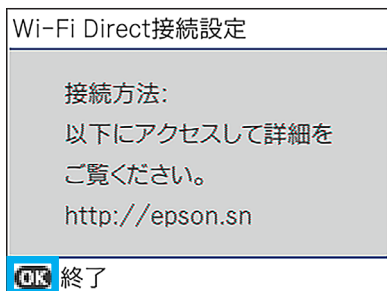 Wi-Fi Direct接続設定
接続方法:
以下にアクセスして詳細を
ご覧ください。
http://epson.sn
OK 終了